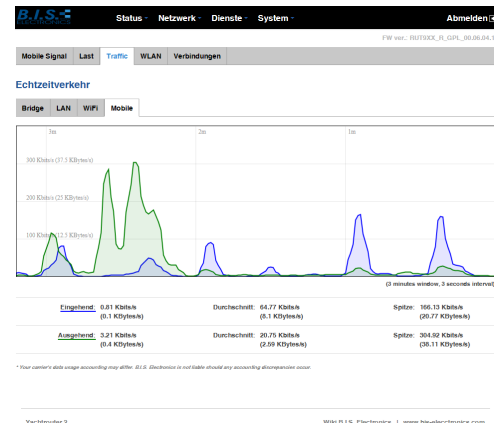 B.I.S.
ELECTRONICS
Status Netzwerk Dienste System Abmelden
FW ver.: RUT9XX_R_GPL_00.06.04.1
Mobile Signal Last Traffic WLAN Verbindungen
Echtzeitverkehr
Bridge LAN WiFi Mobile
3m 2m 1m
300 Kbits/s (37.5 KBytes/s)
200 Kbits/s (25 KBytes/s)
100 Kbits/s (12.5 KBytes/s)
(3 minutes window, 3 seconds interval)
Eingehend: 0.81 Kbits/s Durchschnitt: 64.77 Kbits/s Spitze: 166.13 Kbits/s
(0.1 KBytes/s) (8.1 KBytes/s) (20.77 KBytes/s)
Ausgehend: 3.21 Kbits/s Durchschnitt: 20.75 Kbits/s Spitze: 304.92 Kbits/s
(0.4 KBytes/s) (2.59 KBytes/s) (38.11 KBytes/s)
* Your carrier's data usage accounting may differ. B.I.S. Electronics is not liable should any accounting discrepancies occur.
Yachtrouter 3 Wiki B.I.S. Electronics | www.bis-elecctronics.com